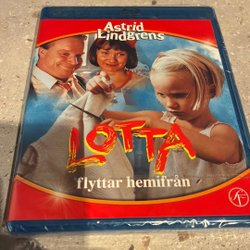 Astrid
Lindgrens
LOTTA
flyttar hemifrån